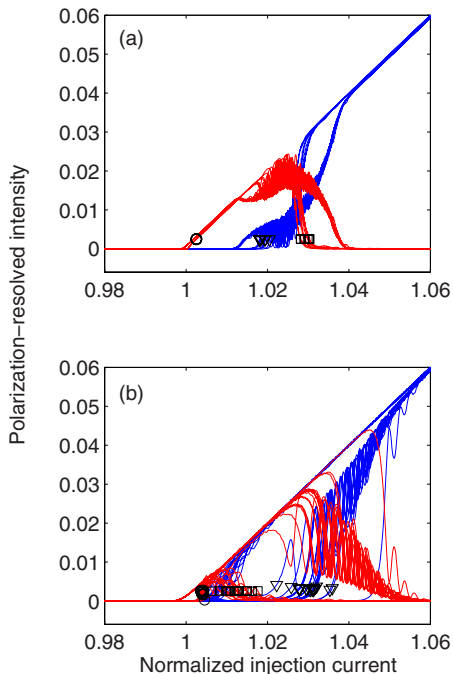 0.06
(a)
0.05
0.04
0.03
0.02
0.01
0
0.98 1 1.02 1.04 1.06
Polarization−resolved intensity
0.06
(b)
0.05
0.04
0.03
0.02
0.01
0
0.98 1 1.02 1.04 1.06
Normalized injection current